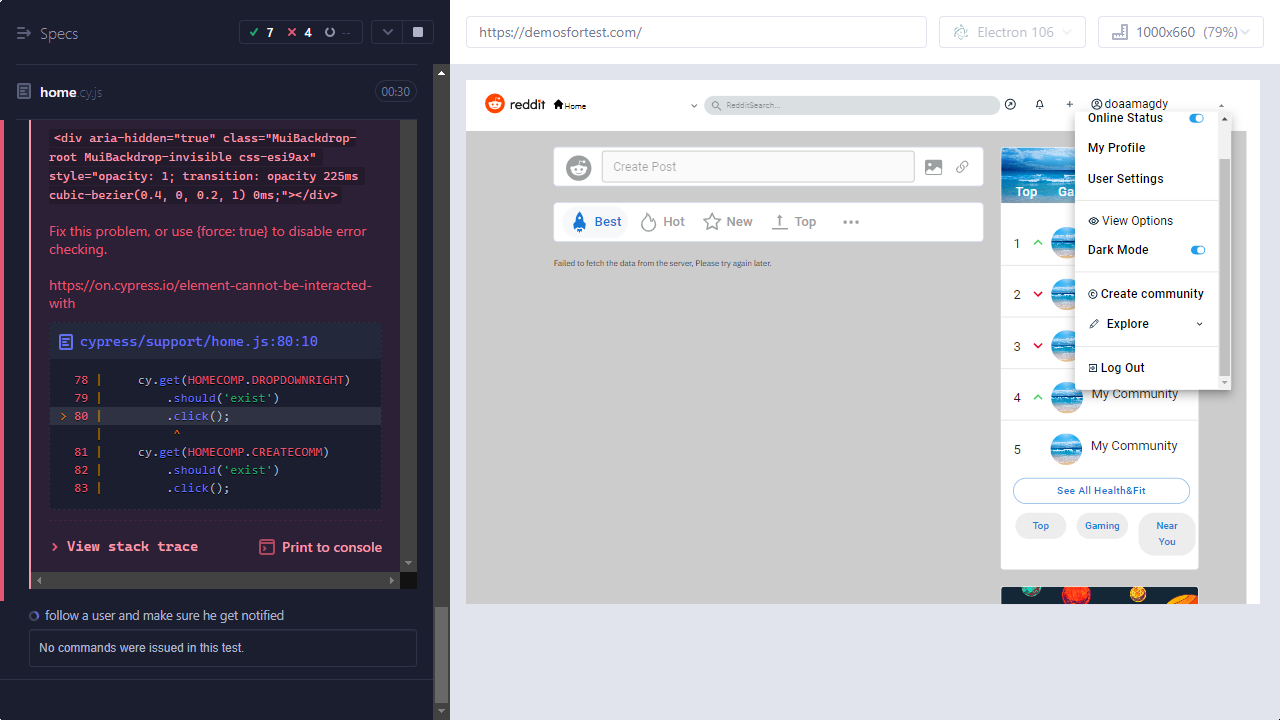 Specs
7
4
--
home.cy.js
00:30
<div aria-hidden="true" class="MuiBackdrop-
root MuiBackdrop-invisible css-esi9ax"
style="opacity: 1; transition: opacity 225ms
cubic-bezier(0.4, 0, 0.2, 1) 0ms;"></div>
Fix this problem, or use {force: true} to disable error
checking.
https://on.cypress.io/element-cannot-be-interacted-
with
cypress/support/home.js:80:10
78 | cy.get(HOMECOMP.DROPDOWNRIGHT)
79 | .should('exist')
> 80 | .click();
| ^
81 | cy.get(HOMECOMP.CREATECOMM)
82 | .should('exist')
83 | .click();
> View stack trace
Print to console
follow a user and make sure he get notified
No commands were issued in this test.
https://demosfortest.com/
Electron 106
1000x660 (79%)
reddit
Home
RedditSearch...
doaamagdy
Create Post
Best
Hot
New
Top
Failed to fetch the data from the server, Please try again later.
Online Status
My Profile
User Settings
View Options
Dark Mode
Create community
Explore
Log Out
Top
Ga
1
2
3
4
My Community
5
My Community
See All Health&Fit
Top
Gaming
Near
You